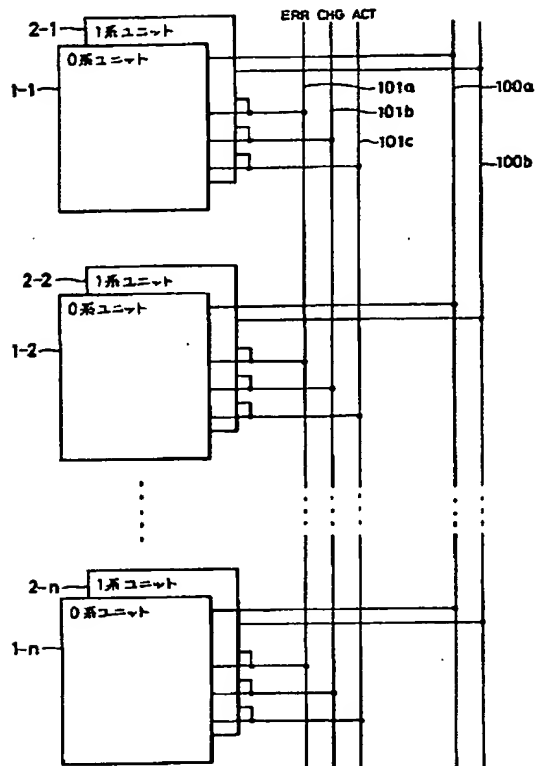 ERR CHG ACT
2-1
1系ユニット
0系ユニット
1-1
101a
100a
101b
101c
100b
2-2
1系ユニット
0系ユニット
1-2
2-n
1系ユニット
0系ユニット
1-n